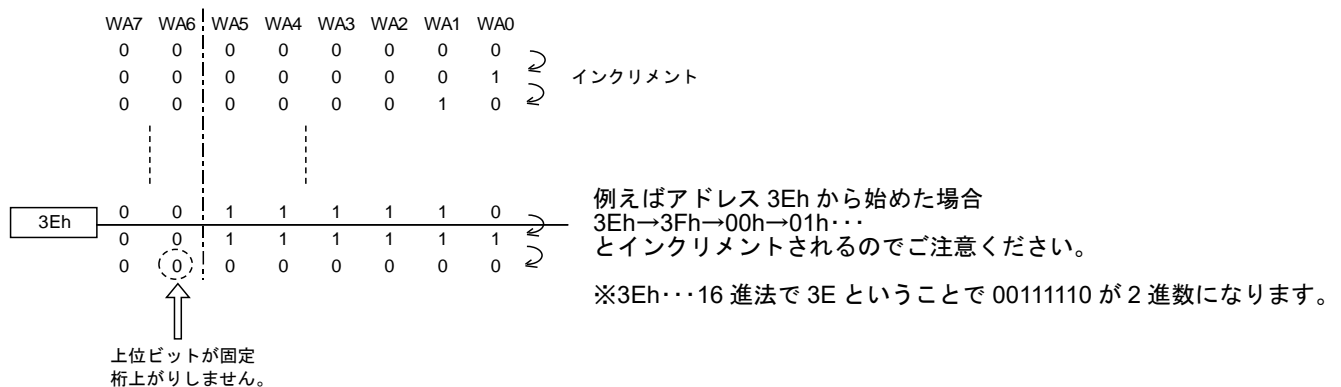 WA7 WA6 WA5 WA4 WA3 WA2 WA1 WA0
0 0 0 0 0 0 0 0
0 0 0 0 0 0 0 1 インクリメント
0 0 0 0 0 0 1 0
3Eh 0 0 1 1 1 1 1 0
0 0 1 1 1 1 1 1
0 0 0 0 0 0 0 0
上位ビットが固定
桁上がりしません。
例えばアドレス 3Eh から始めた場合
3Eh→3Fh→00h→01h･･･
とインクリメントされるのでご注意ください。
※3Eh･･･16 進法で 3E ということで 00111110 が 2 進数になります。